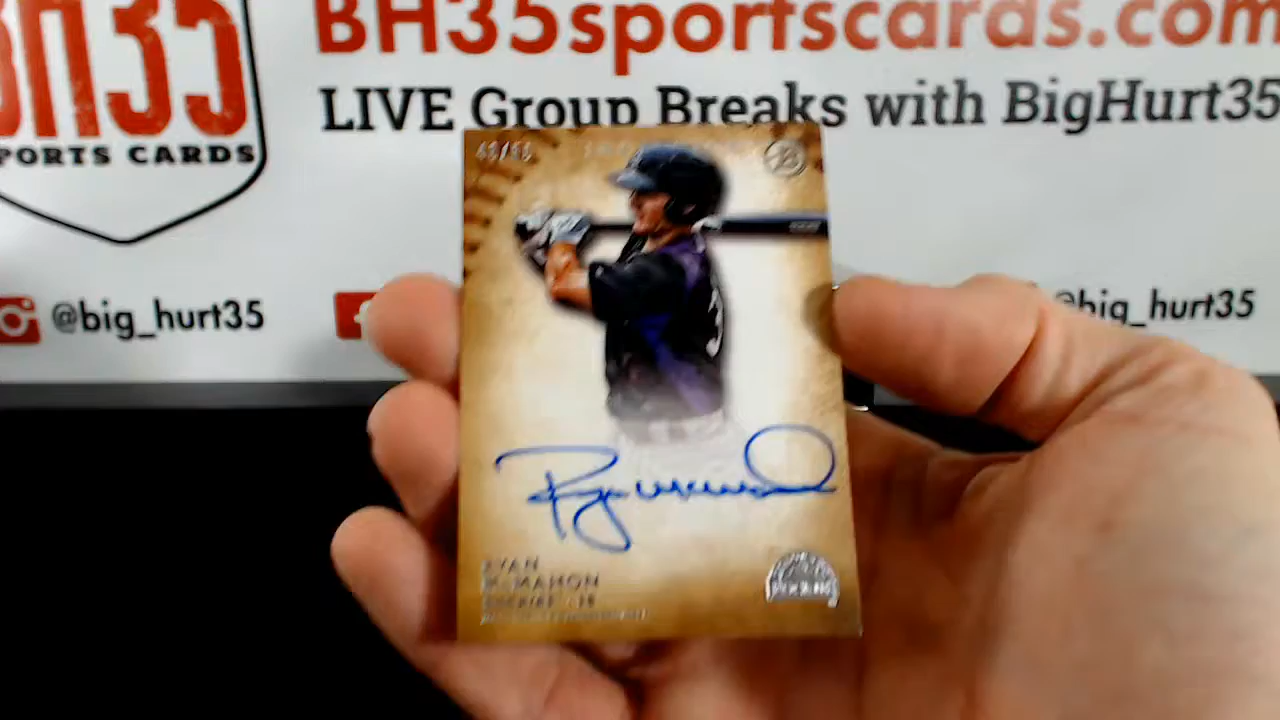 BH35
PORTS CARDS
BH35sportscards.com
LIVE Group Breaks with BigHurt35
@big_hurt35
@big_hurt35
RYAN
McMAHON